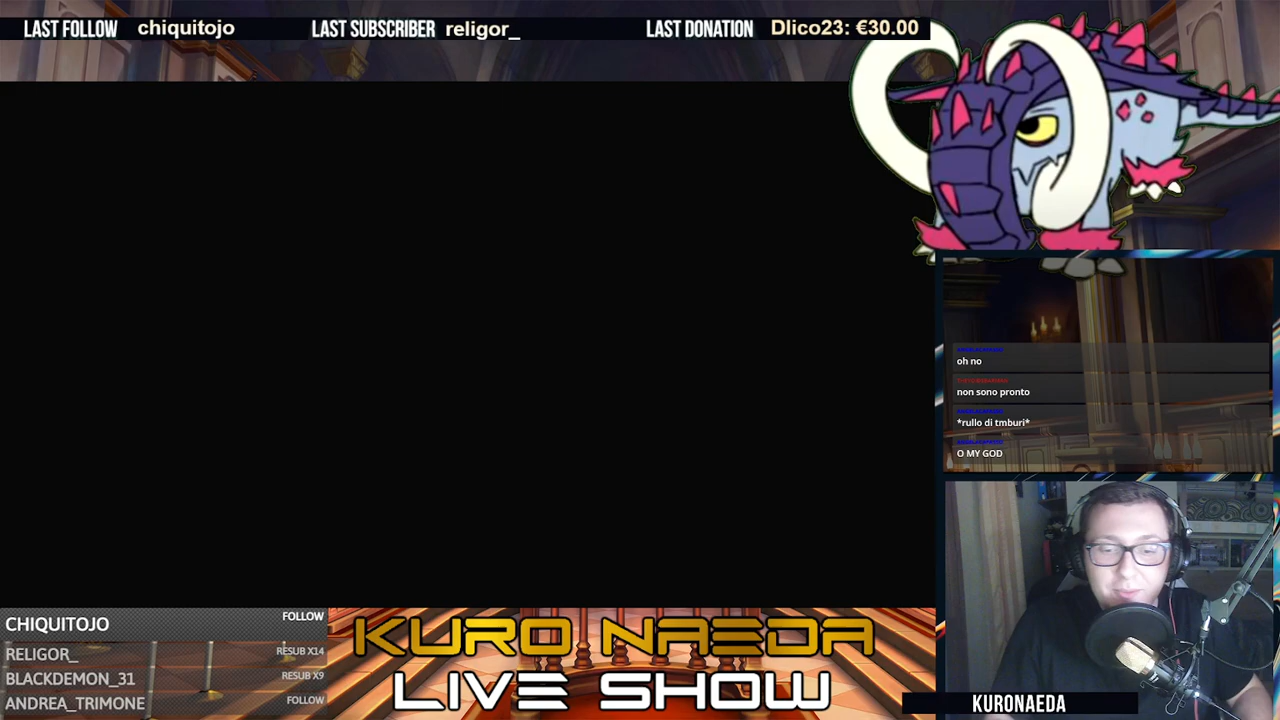 LAST FOLLOW chiquitojo LAST SUBSCRIBER religor_ LAST DONATION Dlico23: €30.00
oh no
non sono pronto
*rullo di tmburi*
O MY GOD
CHIQUITOJO FOLLOW
RELIGOR_ RESUB X14
BLACKDEMON_31 RESUB X9
ANDREA_TRIMONE FOLLOW
KURO NAEDA
LIVE SHOW
KURONAEDA